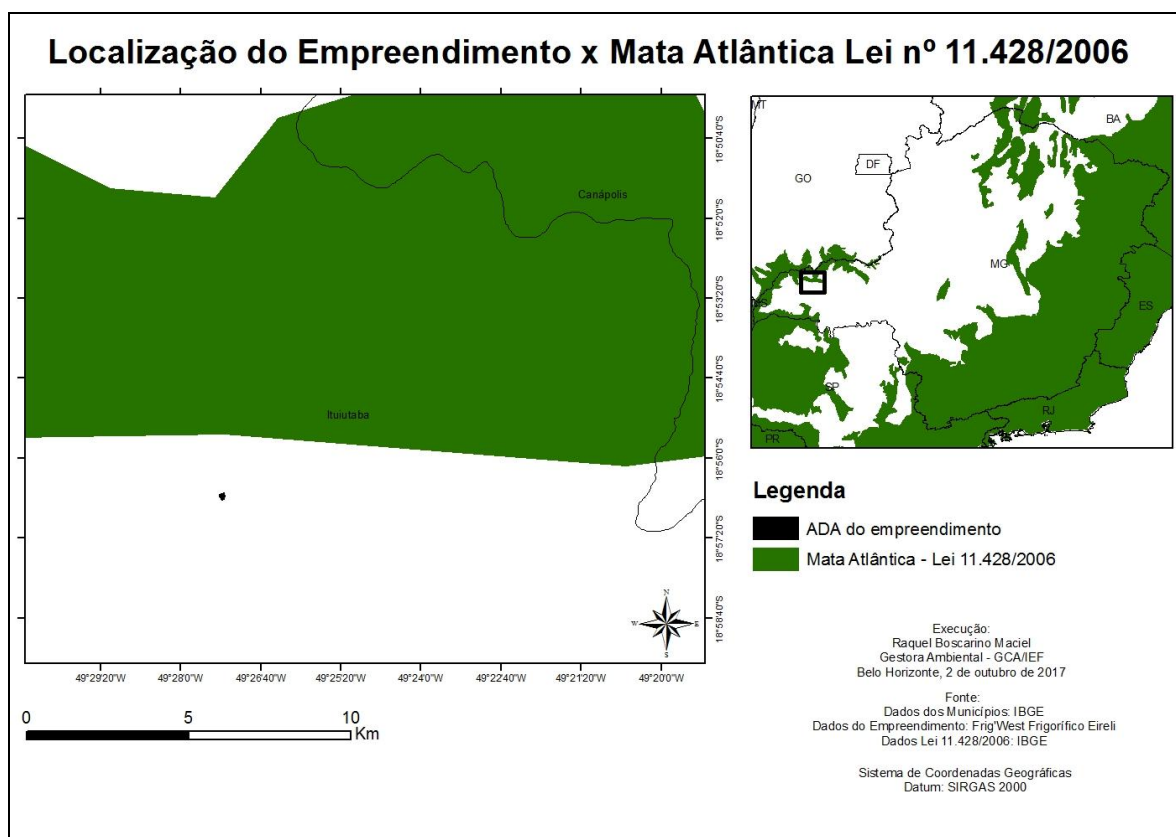 Localização do Empreendimento x Mata Atlântica Lei nº 11.428/2006
Canápolis
Ituiutaba
18°50'40"S
18°52'0"S
18°53'20"S
18°54'40"S
18°56'0"S
18°57'20"S
18°58'40"S
N
W
E
S
49°29'20"W
49°28'0"W
49°26'40"W
49°25'20"W
49°24'0"W
49°22'40"W
49°21'20"W
49°20'0"W
0 5 10
Km
MT
BA
DF
GO
MG
ES
SP
RJ
PR
Legenda
ADA do empreendimento
Mata Atlântica - Lei 11.428/2006
Execução:
Raquel Boscarino Maciel
Gestora Ambiental - GCA/IEF
Belo Horizonte, 2 de outubro de 2017
Fonte:
Dados dos Municípios: IBGE
Dados do Empreendimento: Frig'West Frigorífico Eireli
Dados Lei 11.428/2006: IBGE
Sistema de Coordenadas Geográficas
Datum: SIRGAS 2000